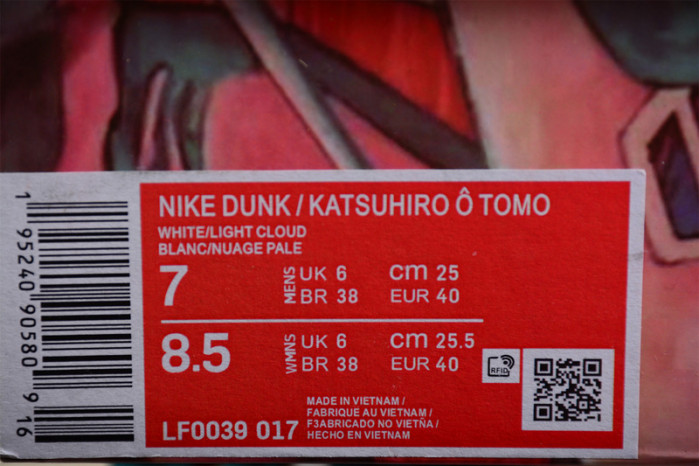 NIKE DUNK / KATSUHIRO Ô TOMO
WHITE/LIGHT CLOUD
BLANC/NUAGE PALE
7 MENS UK 6 cm 25
BR 38 EUR 40
8.5 WMNS UK 6 cm 25.5
BR 38 EUR 40
RFID
LF0039 017
MADE IN VIETNAM /
FABRIQUE AU VIETNAM /
F3ABRICADO NO VIETÑA /
HECHO EN VIETNAM
1 95240 90580 9 16